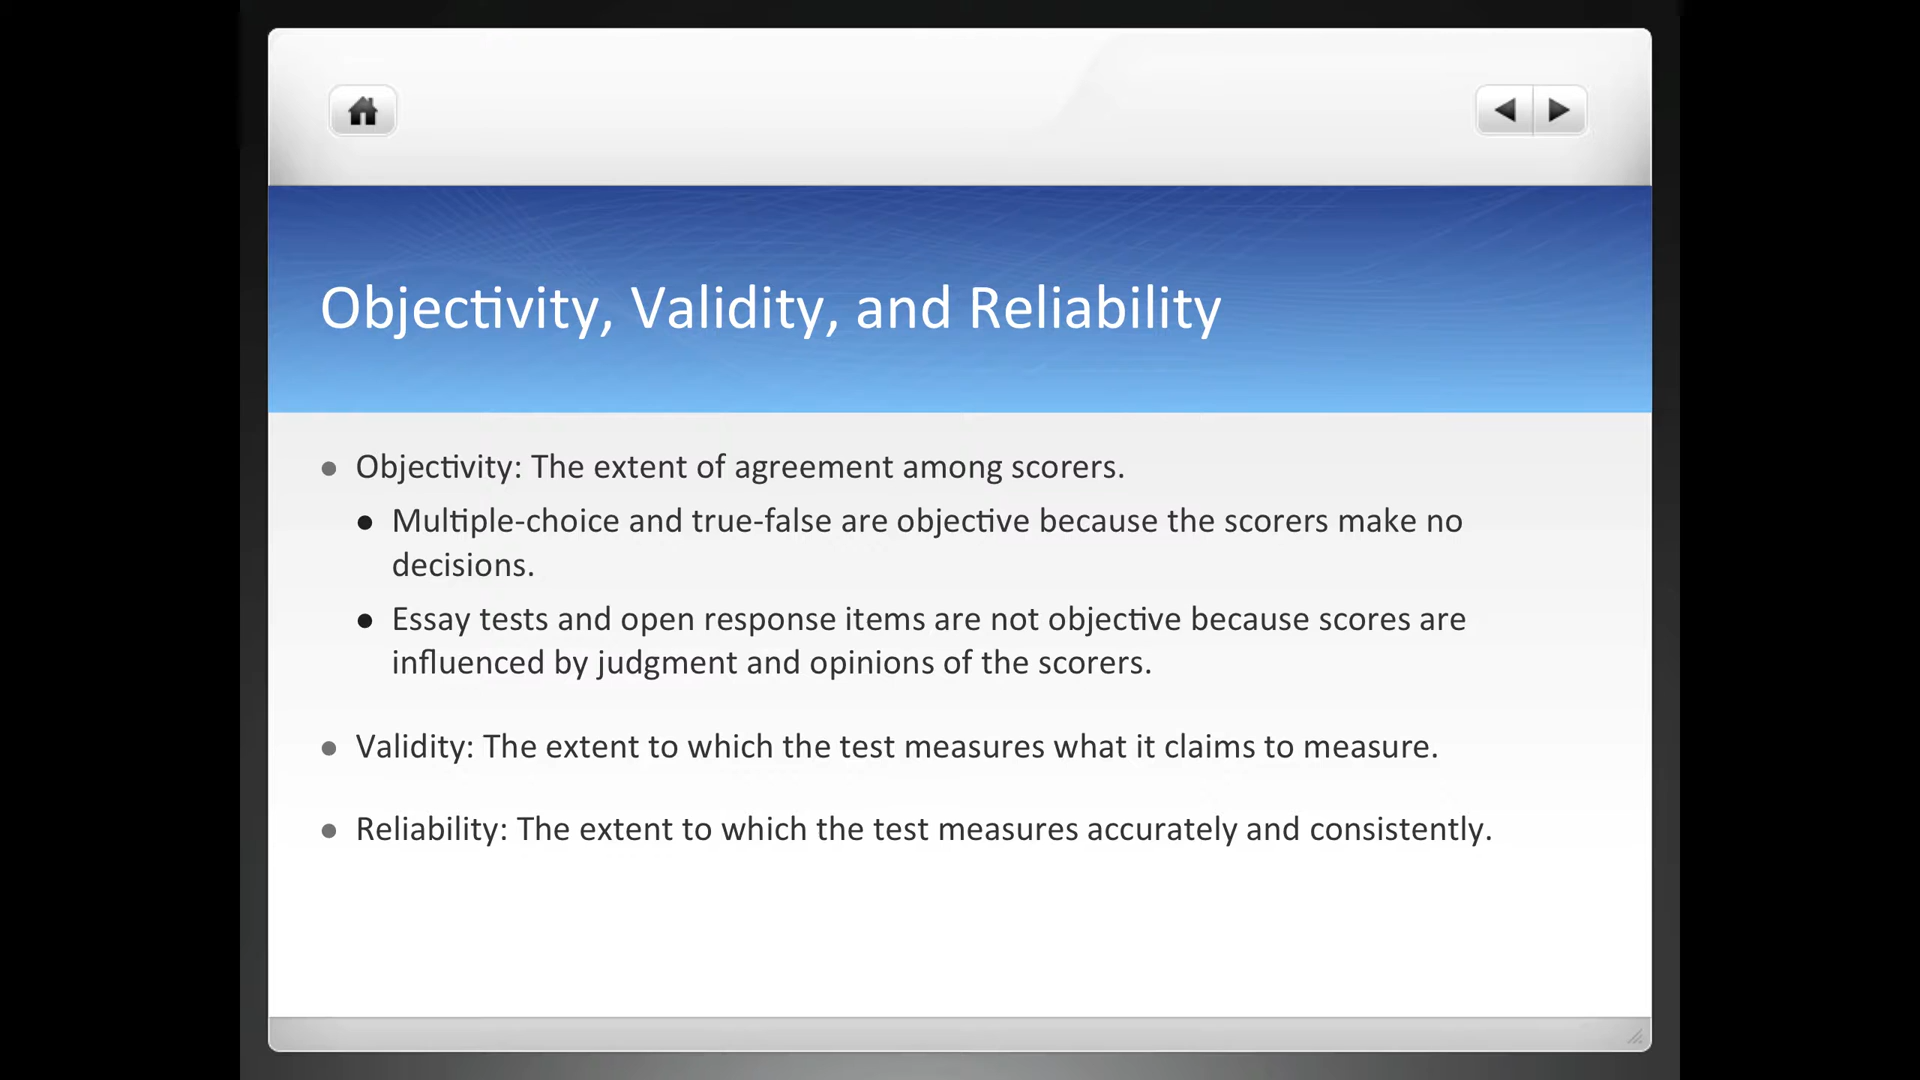 Objectivity, Validity, and Reliability
Objectivity: The extent of agreement among scorers.
Multiple-choice and true-false are objective because the scorers make no
decisions.
Essay tests and open response items are not objective because scores are
influenced by judgment and opinions of the scorers.
Validity: The extent to which the test measures what it claims to measure.
Reliability: The extent to which the test measures accurately and consistently.